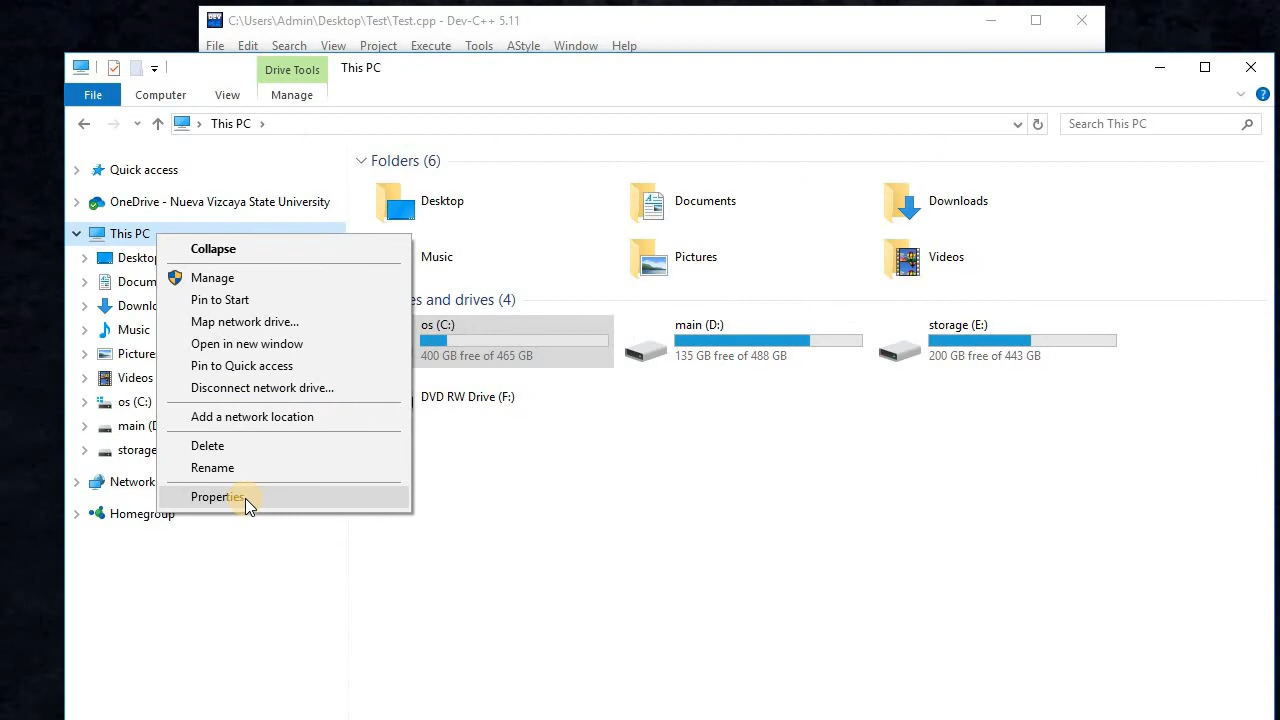 C:\Users\Admin\Desktop\Test\Test.cpp - Dev-C++ 5.11
File Edit Search View Project Execute Tools AStyle Window Help
Drive Tools This PC
File Computer View Manage
This PC
Search This PC
Quick access
OneDrive - Nueva Vizcaya State University
This PC
Music
Videos
os (C:)
Network
Homegroup
Collapse
Manage
Pin to Start
Map network drive...
Open in new window
Pin to Quick access
Disconnect network drive...
Add a network location
Delete
Rename
Properties
Folders (6)
Desktop Documents Downloads
Music Pictures Videos
and drives (4)
os (C:)
400 GB free of 465 GB
main (D:)
135 GB free of 488 GB
storage (E:)
200 GB free of 443 GB
DVD RW Drive (F:)